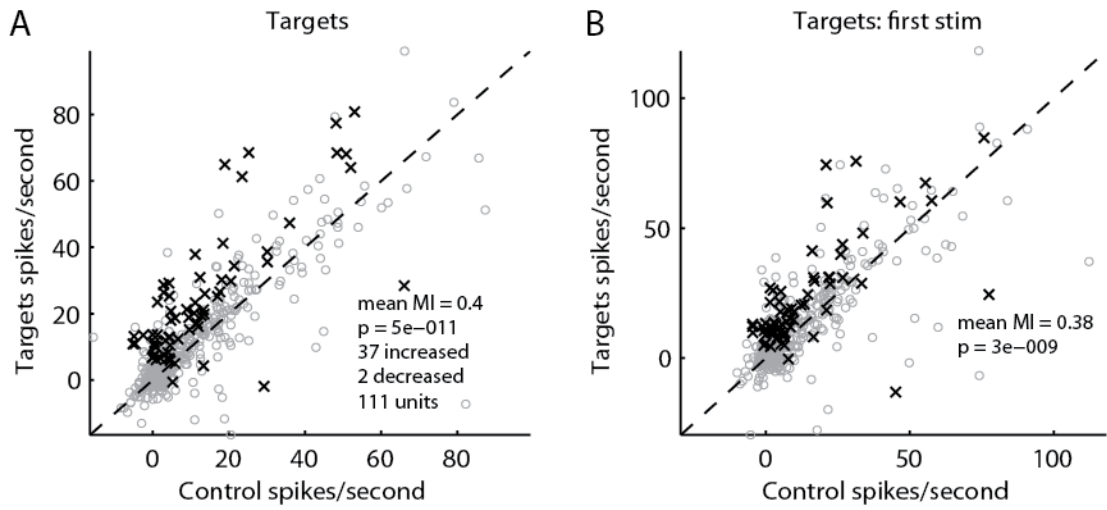 A
Targets
Targets spikes/second
80
60
40
20
0
mean MI = 0.4
p = 5e−011
37 increased
2 decreased
111 units
0
20
40
60
80
Control spikes/second
B
Targets: first stim
Targets spikes/second
100
50
0
mean MI = 0.38
p = 3e−009
0
50
100
Control spikes/second